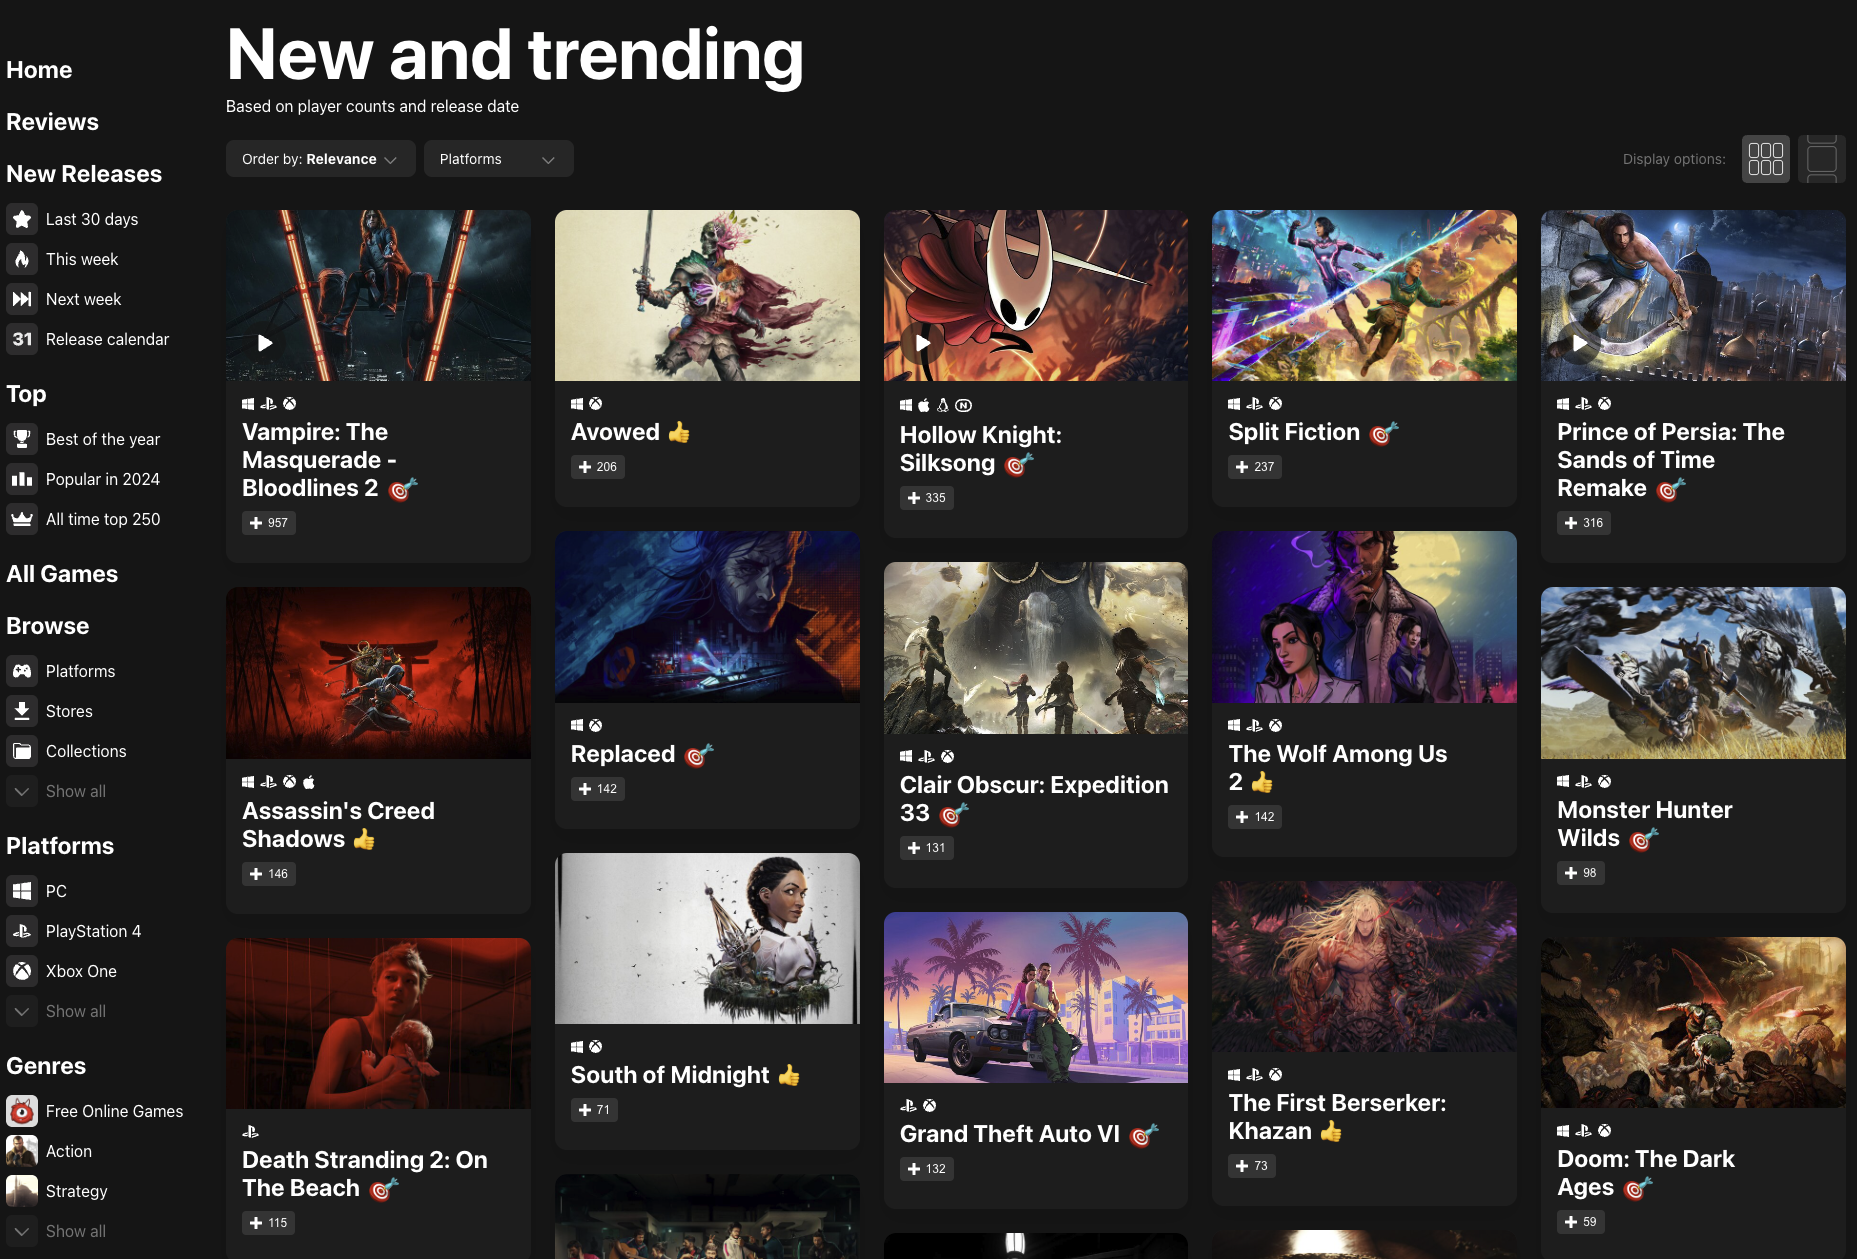 New and trending
Based on player counts and release date
Order by: Relevance
Platforms
Display options:
Home
Reviews
New Releases
Last 30 days
This week
Next week
31 Release calendar
Top
Best of the year
Popular in 2024
All time top 250
All Games
Browse
Platforms
Stores
Collections
Show all
Platforms
PC
PlayStation 4
Xbox One
Show all
Genres
Free Online Games
Action
Strategy
Show all
Vampire: The
Masquerade -
Bloodlines 2 🎯
957
Assassin's Creed
Shadows 👍
146
Death Stranding 2: On
The Beach 🎯
115
Avowed 👍
206
Replaced 🎯
142
South of Midnight 👍
71
Hollow Knight:
Silksong 🎯
335
Clair Obscur: Expedition
33 🎯
131
Grand Theft Auto VI 🎯
132
Split Fiction 🎯
237
The Wolf Among Us
2 👍
142
The First Berserker:
Khazan 👍
73
Prince of Persia: The
Sands of Time
Remake 🎯
316
Monster Hunter
Wilds 🎯
98
Doom: The Dark
Ages 🎯
59